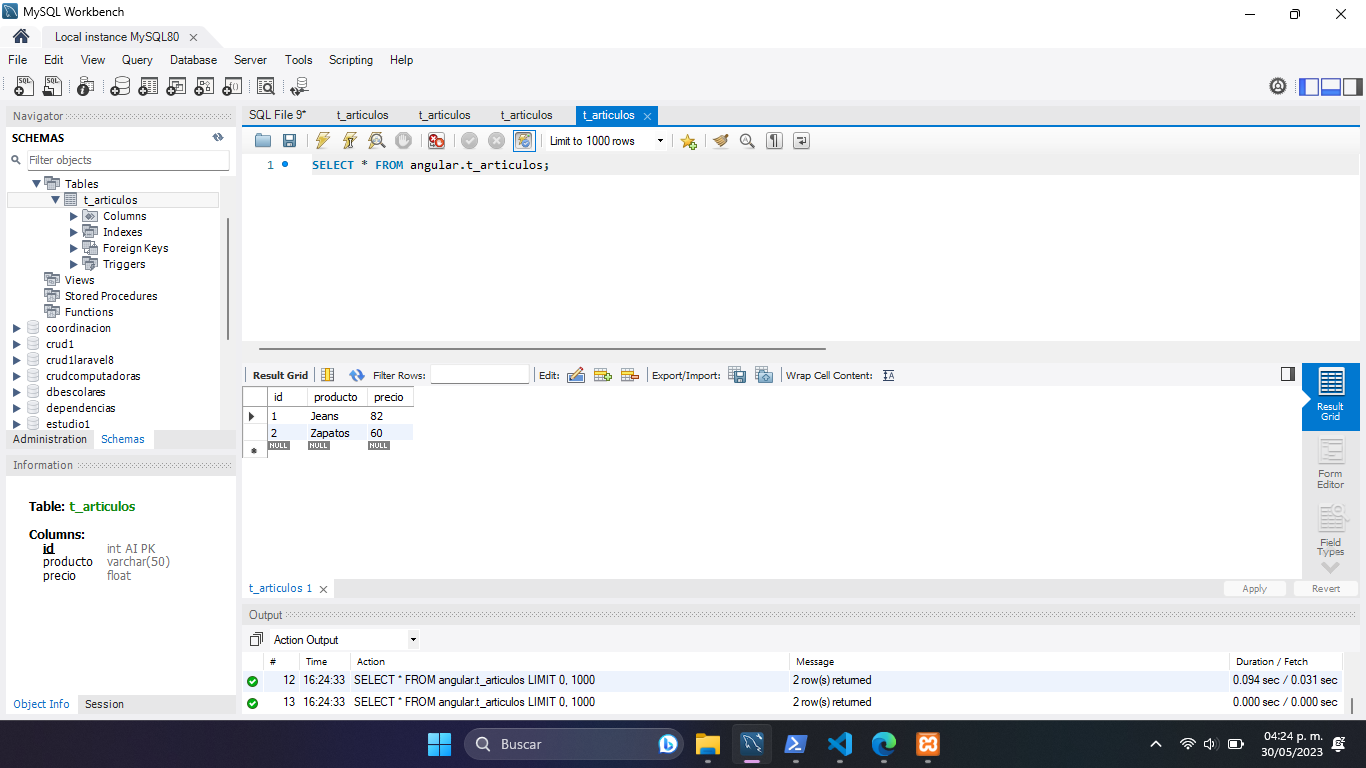 MySQL Workbench
Local instance MySQL80
File Edit View Query Database Server Tools Scripting Help
Navigator
SCHEMAS
Filter objects
Tables
t_articulos
Columns
Indexes
Foreign Keys
Triggers
Views
Stored Procedures
Functions
coordinacion
crud1
crud1laravel8
crudcomputadoras
dbescolares
dependencias
estudio1
Administration Schemas
Information
Table: t_articulos
Columns:
id int AI PK
producto varchar(50)
precio float
Object Info Session
SQL File 9* t_articulos t_articulos t_articulos t_articulos
Limit to 1000 rows
1 SELECT * FROM angular.t_articulos;
Result Grid Filter Rows: Edit: Export/Import: Wrap Cell Content:
id producto precio
1 Jeans 82
2 Zapatos 60
NULL NULL NULL
Result
Grid
Form
Editor
Field
Types
t_articulos 1
Apply Revert
Output
Action Output
# Time Action Message Duration / Fetch
12 16:24:33 SELECT * FROM angular.t_articulos LIMIT 0, 1000 2 row(s) returned 0.094 sec / 0.031 sec
13 16:24:33 SELECT * FROM angular.t_articulos LIMIT 0, 1000 2 row(s) returned 0.000 sec / 0.000 sec
Buscar
04:24 p. m.
30/05/2023